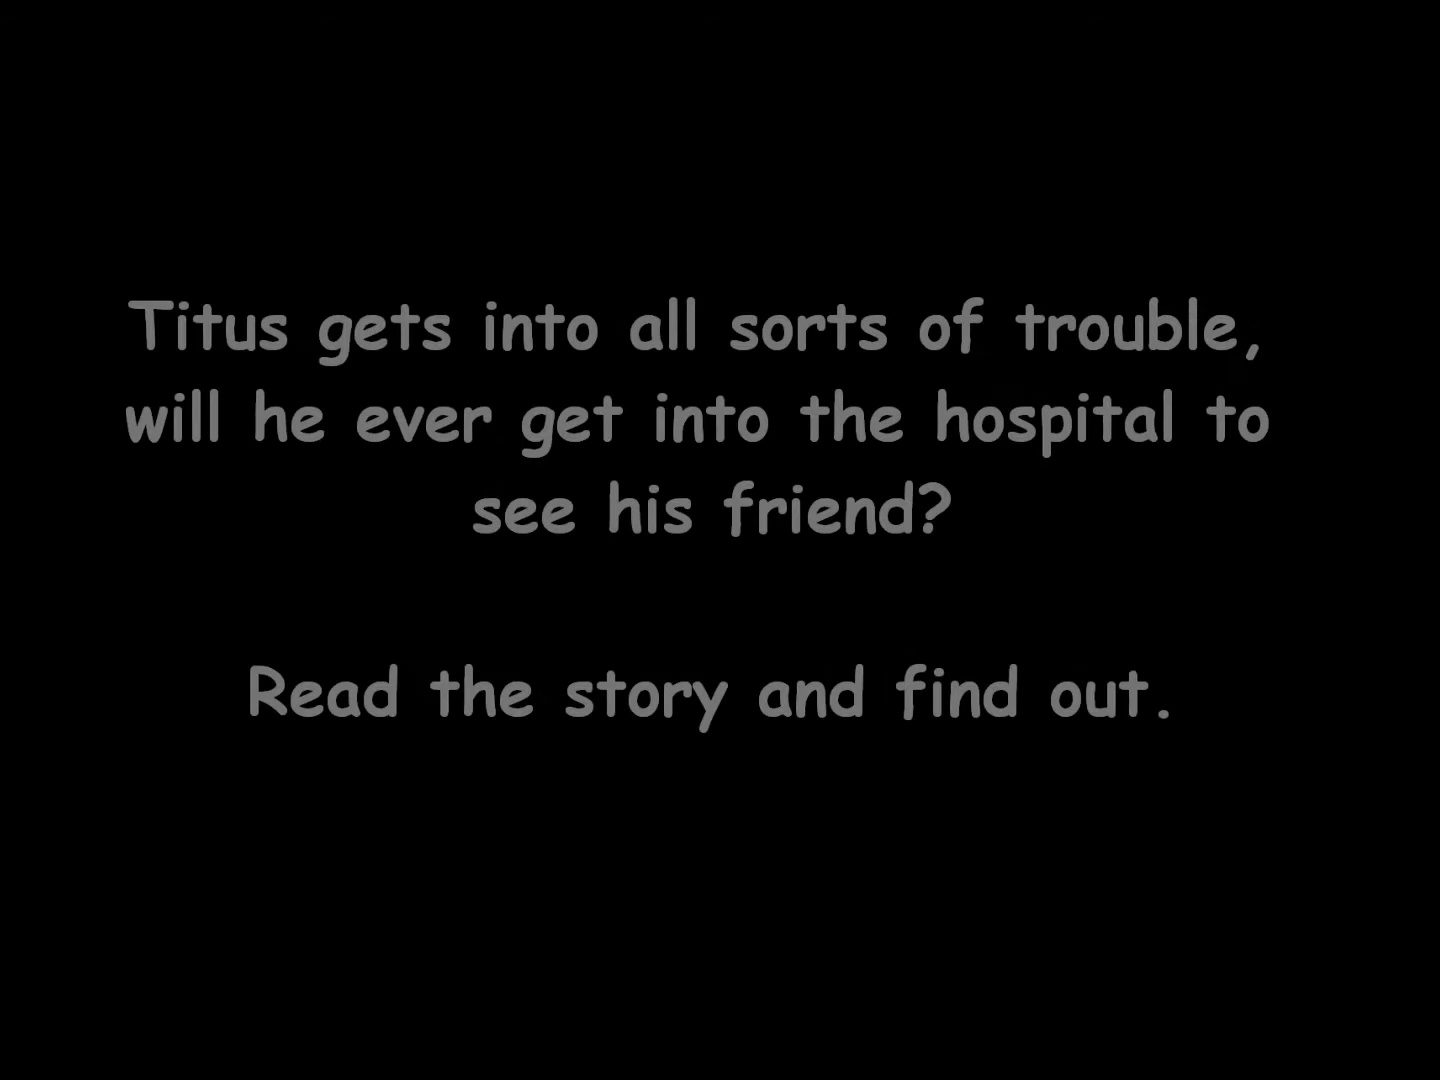 Titus gets into all sorts of trouble,
will he ever get into the hospital to
see his friend?
Read the story and find out.